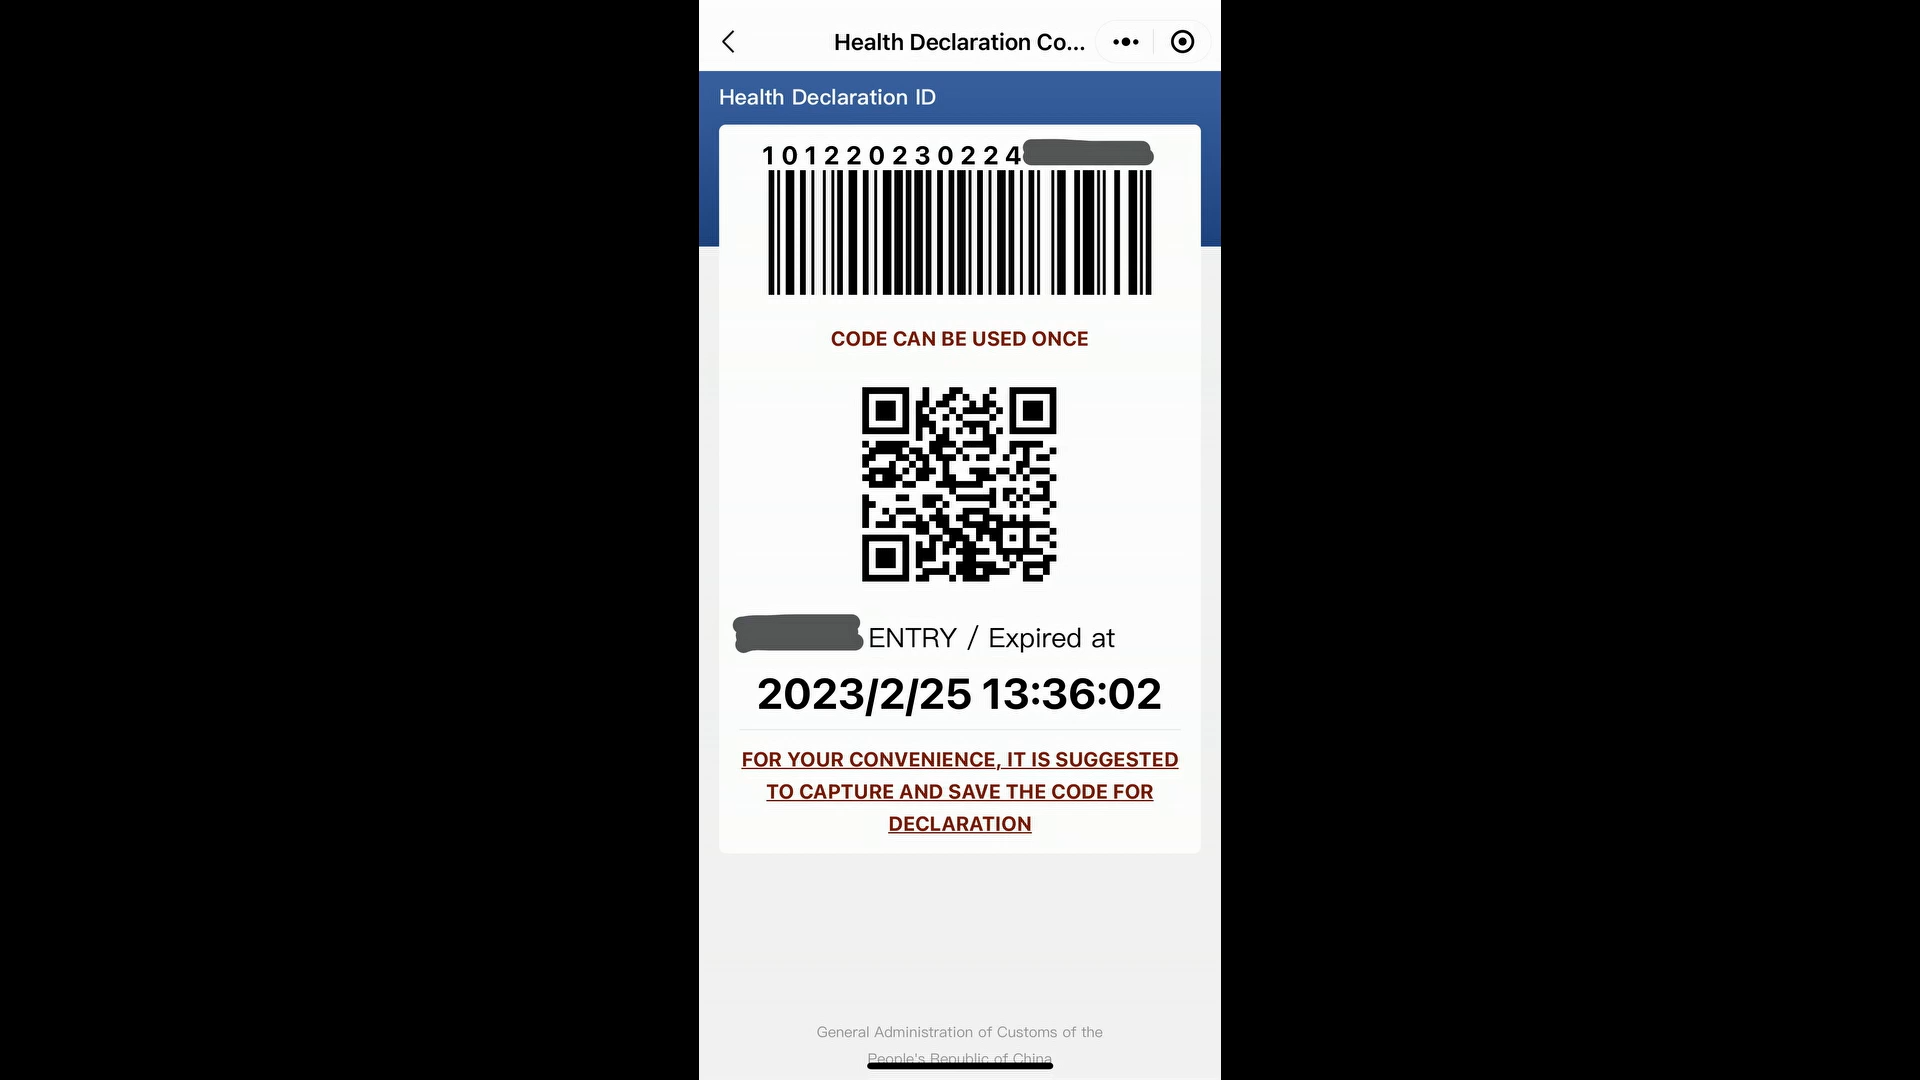 Health Declaration Co...
Health Declaration ID
101220230224
CODE CAN BE USED ONCE
ENTRY / Expired at
2023/2/25 13:36:02
FOR YOUR CONVENIENCE, IT IS SUGGESTED
TO CAPTURE AND SAVE THE CODE FOR
DECLARATION
General Administration of Customs of the
People's Republic of China